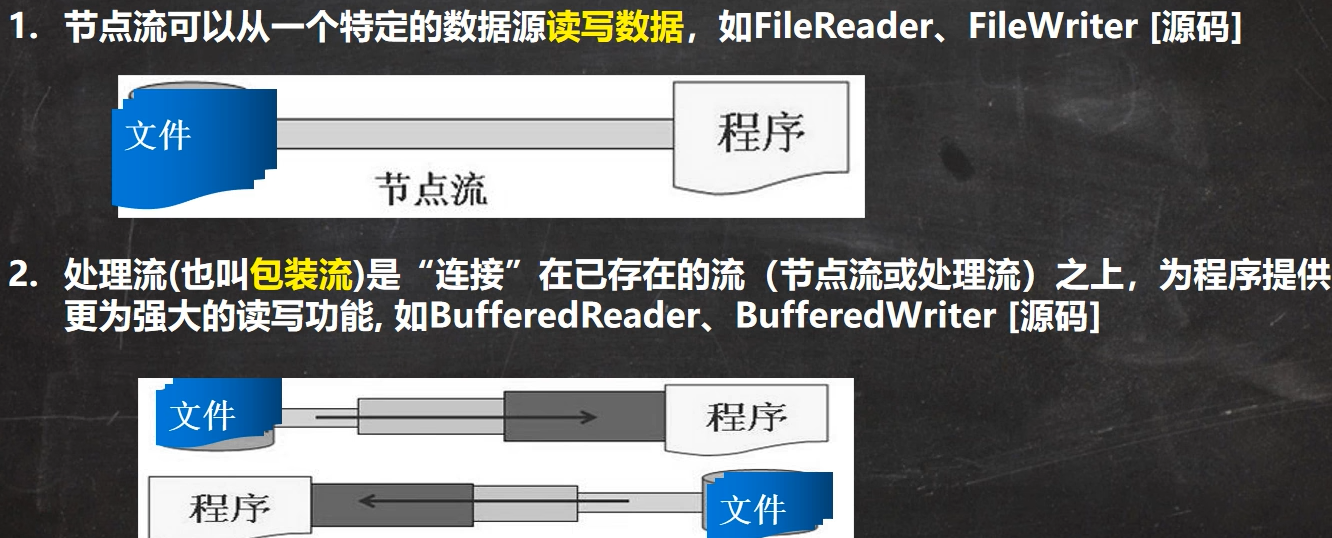 1. 节点流可以从一个特定的数据源读写数据，如FileReader、FileWriter [源码]
文件
程序
节点流
2. 处理流(也叫包装流)是“连接”在已存在的流（节点流或处理流）之上，为程序提供
更为强大的读写功能, 如BufferedReader、BufferedWriter [源码]
文件
程序
程序
文件